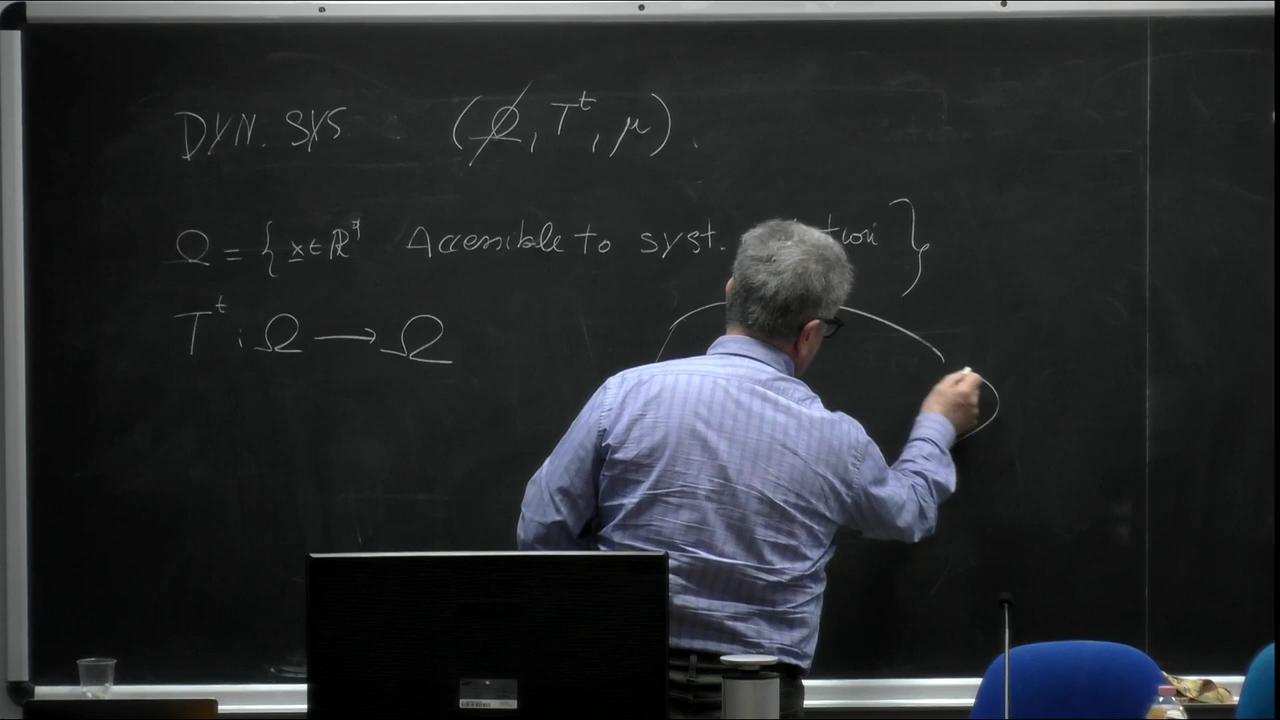 DYN. SYS (Ω, T^t, μ).
Ω = { x ∈ ℝ^d Accessible to syst. }
T^t : Ω → Ω